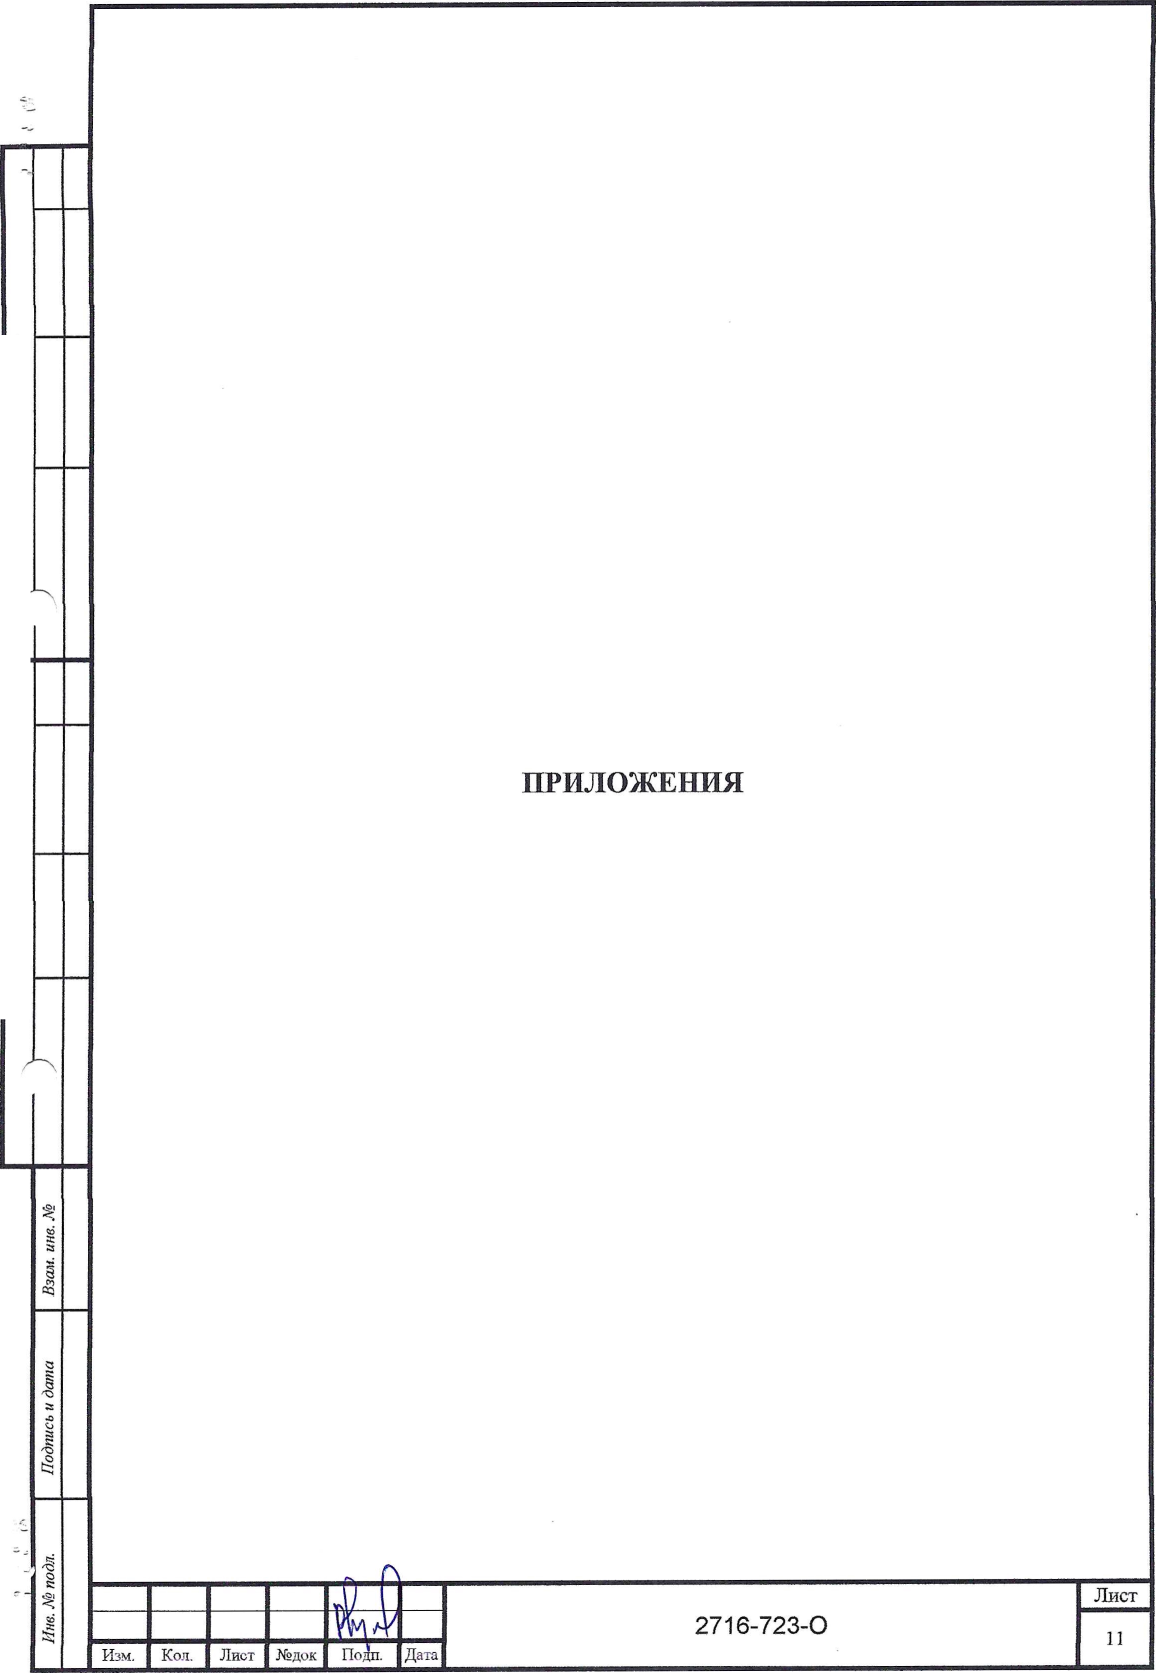 ПРИЛОЖЕНИЯ
Взам. инв. №
Подпись и дата
Инв. № подл.
Изм. Кол. Лист №док Подп. Дата
2716-723-О
Лист
11